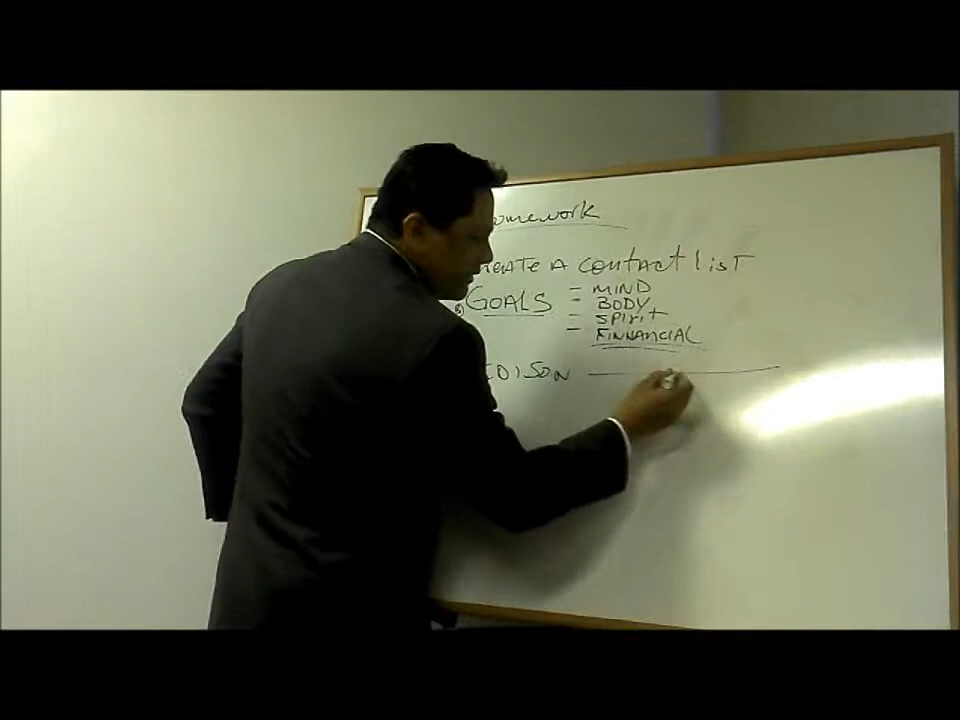 omework
reate A contact list
GOALS = MIND
= BODY
- Spirit
- FINNANCIAL
EDISON